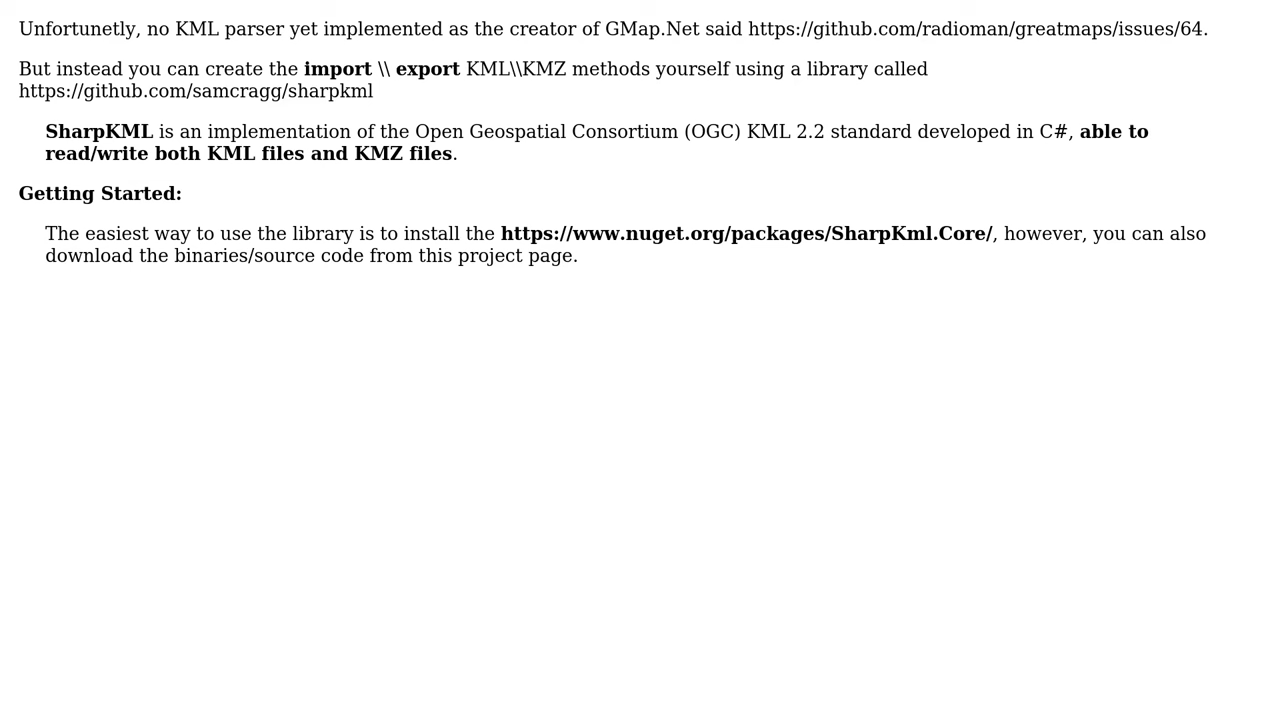 Unfortunetly, no KML parser yet implemented as the creator of GMap.Net said https://github.com/radioman/greatmaps/issues/64.
But instead you can create the import \\ export KML\\KMZ methods yourself using a library called
https://github.com/samcragg/sharpkml
SharpKML is an implementation of the Open Geospatial Consortium (OGC) KML 2.2 standard developed in C#, able to
read/write both KML files and KMZ files.
Getting Started:
The easiest way to use the library is to install the https://www.nuget.org/packages/SharpKml.Core/, however, you can also
download the binaries/source code from this project page.